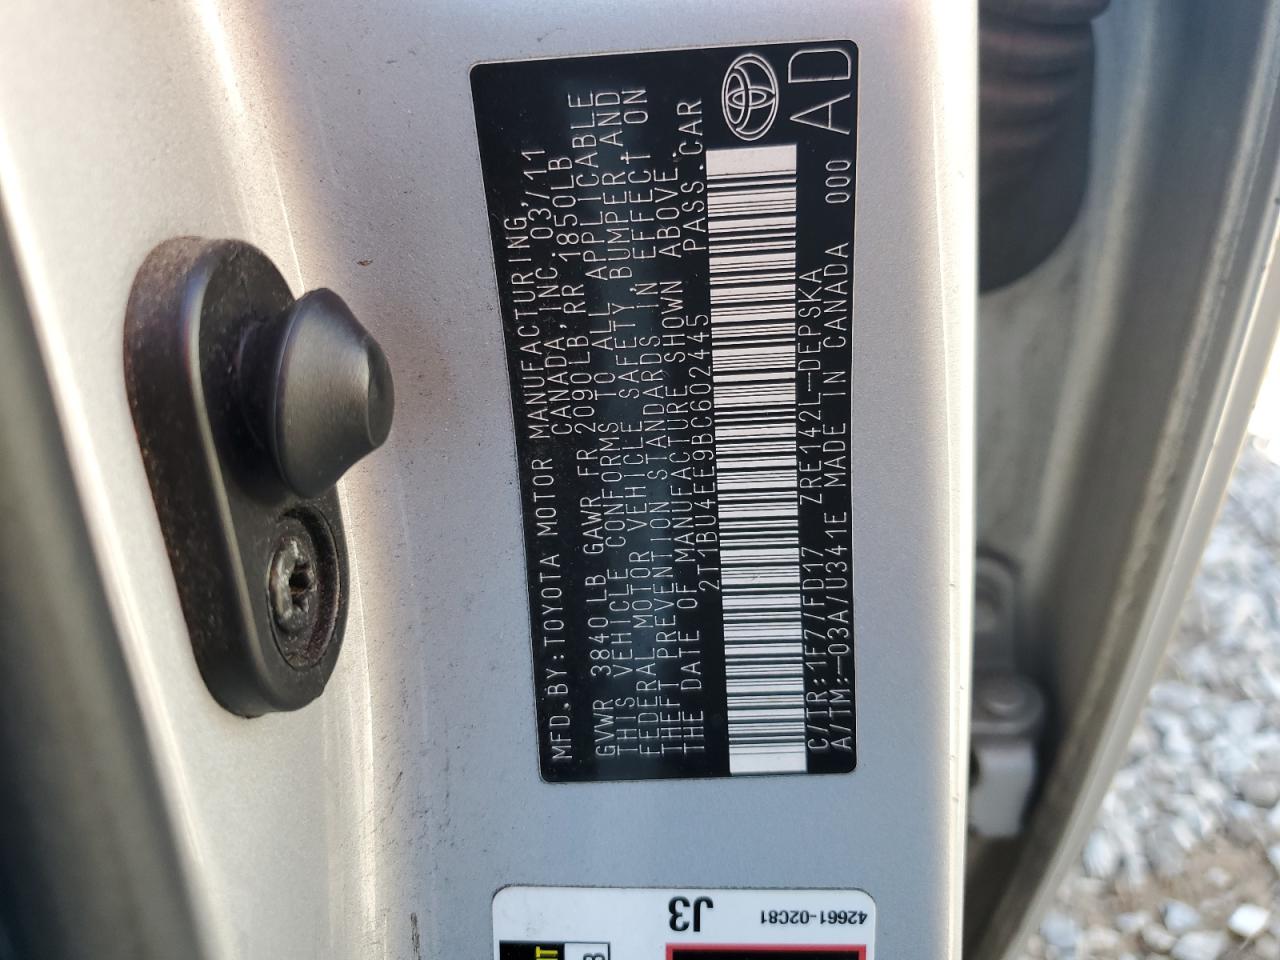 MFD.BY:TOYOTA MOTOR MANUFACTURING
CANADA,INC. 03/11
GVWR 3840LB GAWR FR 2090LB, RR 1850LB
THIS VEHICLE CONFORMS TO ALL APPLICABLE
FEDERAL MOTOR VEHICLE SAFETY, BUMPER, AND
THEFT PREVENTION STANDARDS IN EFFECT ON
THE DATE OF MANUFACTURE SHOWN ABOVE.
2T1BU4EE9BC602445 PASS.CAR
C/TR:1F7/FD17 ZRE142L-DEPSKA
A/TM:-03A/U341E MADE IN CANADA 000
AD
J3
42661-02C81